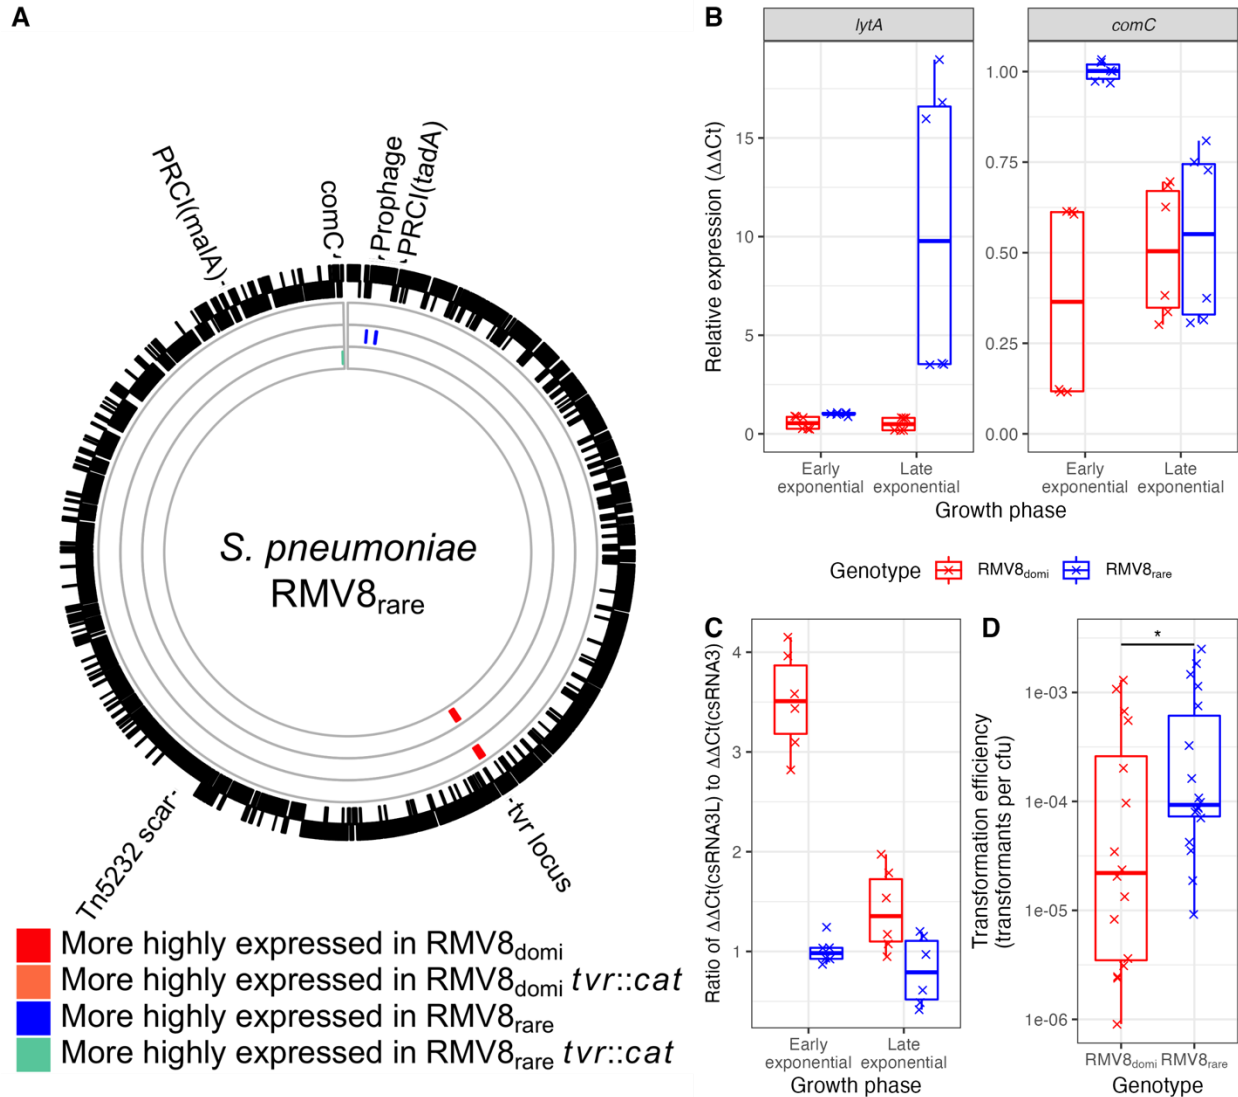 A
PRCI(malA)
comC
Prophage
PRCI(tadA)
S. pneumoniae
RMV8rare
Tn5232 scar
tvr locus
More highly expressed in RMV8domi
More highly expressed in RMV8domi tvr::cat
More highly expressed in RMV8rare
More highly expressed in RMV8rare tvr::cat
B
lytA
comC
Relative expression (ΔΔCt)
15
10
5
0
1.00
0.75
0.50
0.25
0.00
Early
exponential
Late
exponential
Early
exponential
Late
exponential
Growth phase
Genotype
RMV8domi
RMV8rare
C
Ratio of ΔΔCt(csRNA3L) to ΔΔCt(csRNA3)
4
3
2
1
Early
exponential
Late
exponential
Growth phase
D
*
Transformation efficiency
(transformants per cfu)
1e-03
1e-04
1e-05
1e-06
RMV8domi
RMV8rare
Genotype